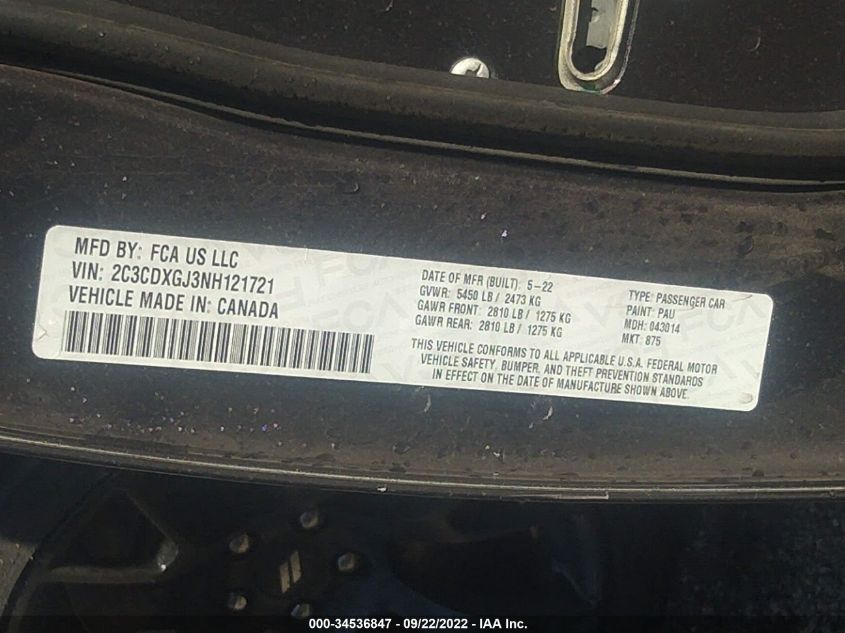 MFD BY: FCA US LLC
VIN: 2C3CDXGJ3NH121721
VEHICLE MADE IN: CANADA
DATE OF MFR (BUILT): 5-22
GVWR: 5450 LB / 2473 KG
GAWR FRONT: 2810 LB / 1275 KG
GAWR REAR: 2810 LB / 1275 KG
TYPE: PASSENGER CAR
PAINT: PAU
MDH: 043014
MKT: 875
THIS VEHICLE CONFORMS TO ALL APPLICABLE U.S.A. FEDERAL MOTOR
VEHICLE SAFETY, BUMPER, AND THEFT PREVENTION STANDARDS
IN EFFECT ON THE DATE OF MANUFACTURE SHOWN ABOVE.
000-34536847 - 09/22/2022 - IAA Inc.